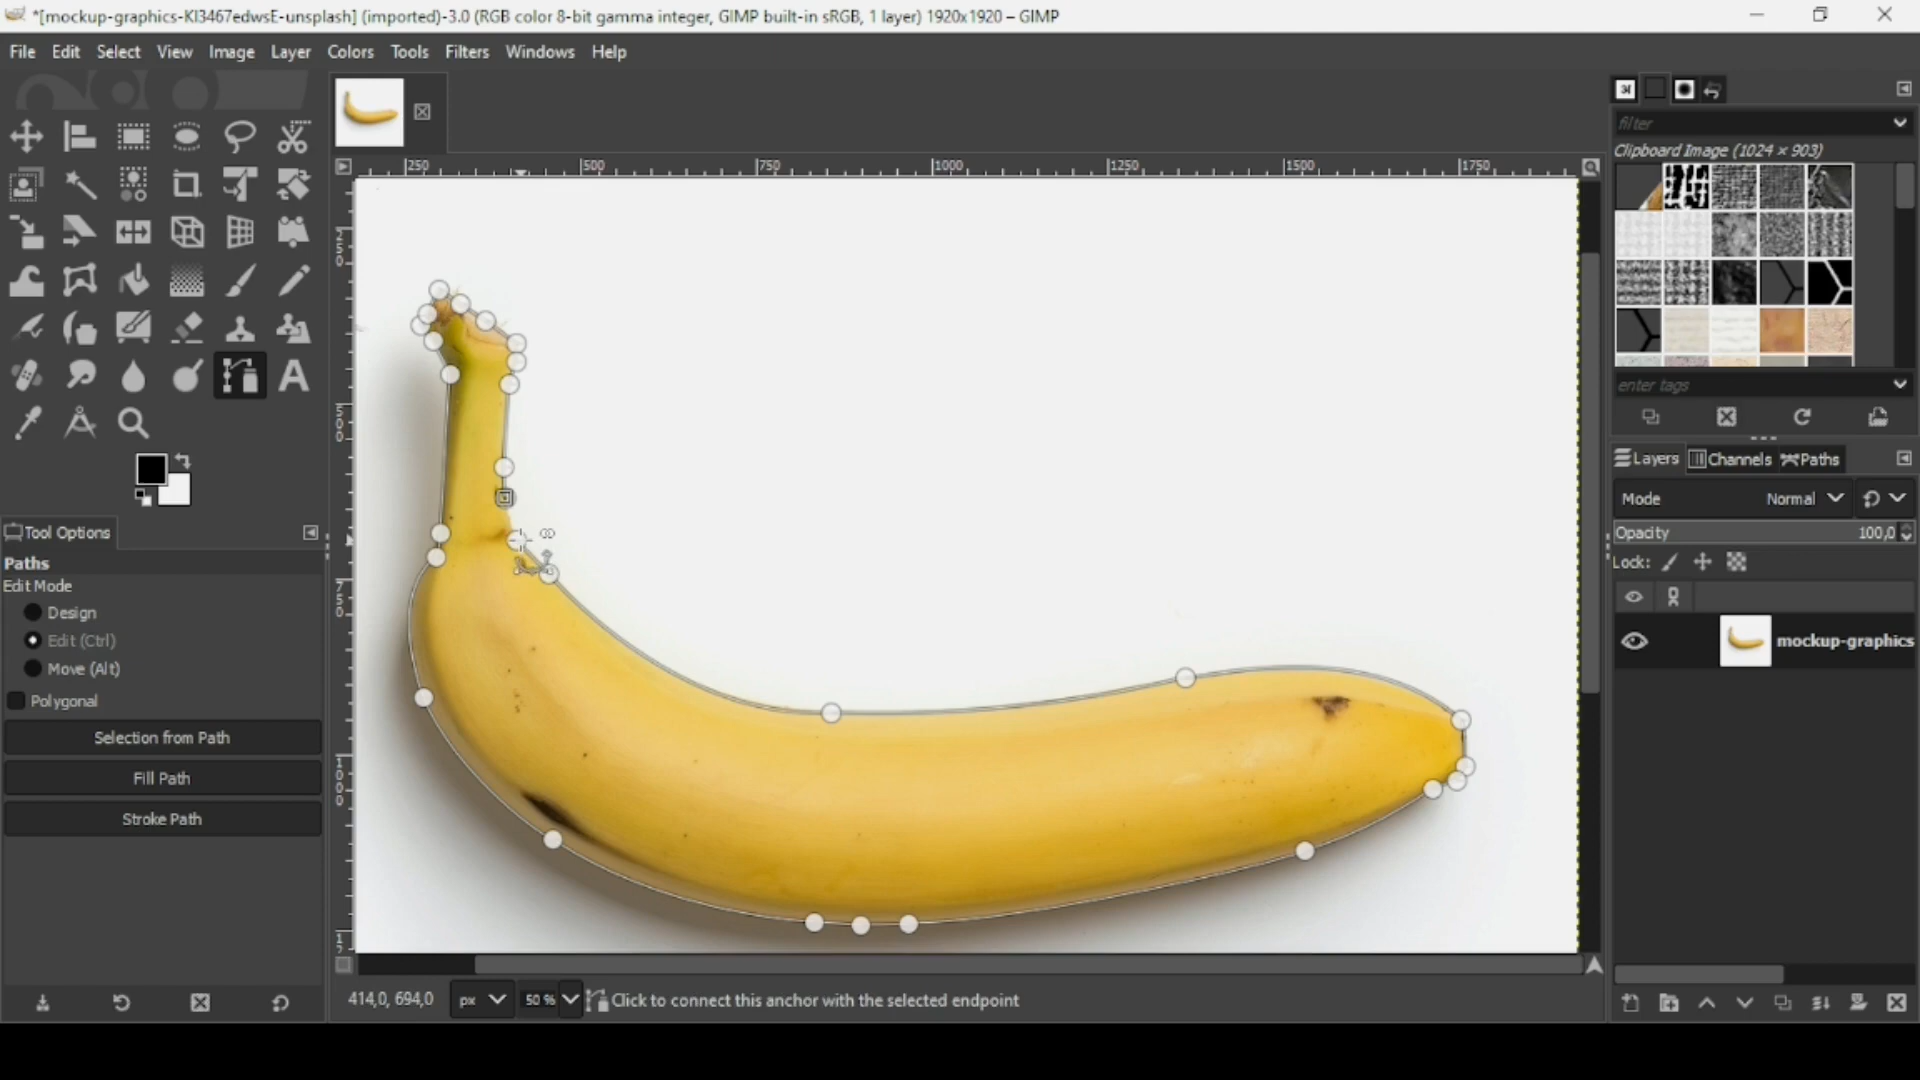 *[mockup-graphics-KI3467edwsE-unsplash] (imported)-3.0 (RGB color 8-bit gamma integer, GIMP built-in sRGB, 1 layer) 1920x1920 – GIMP
File Edit Select View Image Layer Colors Tools Filters Windows Help
filter
Clipboard Image (1024 × 903)
250 500 750 1000 1250 1500 1750
250
500
750
1000
enter tags
Layers Channels Paths
Mode Normal
Opacity 100,0
Lock:
mockup-graphics
Tool Options
Paths
Edit Mode
Design
Edit (Ctrl)
Move (Alt)
Polygonal
Selection from Path
Fill Path
Stroke Path
414,0, 694,0 px 50 % Click to connect this anchor with the selected endpoint